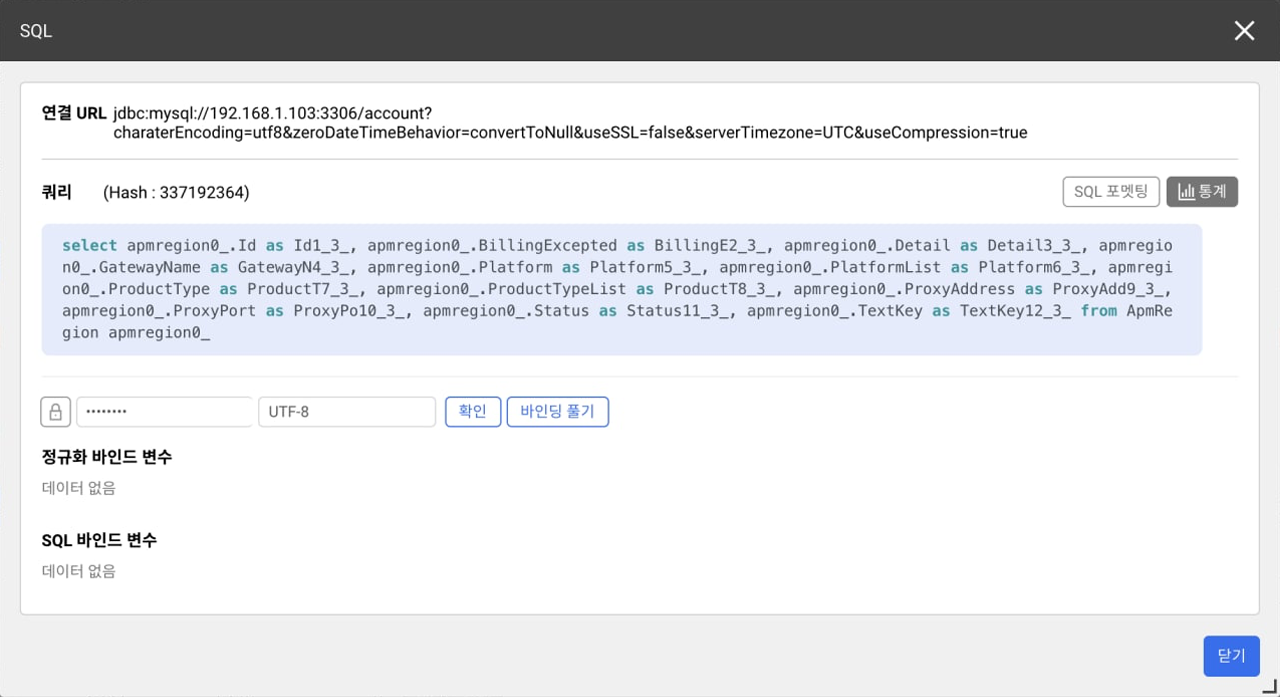 SQL
연결 URL jdbc:mysql://192.168.1.103:3306/account?
charaterEncoding=utf8&zeroDateTimeBehavior=convertToNull&useSSL=false&serverTimezone=UTC&useCompression=true
쿼리 (Hash : 337192364) SQL 포멧팅 통계
select apmregion0_.Id as Id1_3_, apmregion0_.BillingExcepted as BillingE2_3_, apmregion0_.Detail as Detail3_3_, apmregio
n0_.GatewayName as GatewayN4_3_, apmregion0_.Platform as Platform5_3_, apmregion0_.PlatformList as Platform6_3_, apmregi
on0_.ProductType as ProductT7_3_, apmregion0_.ProductTypeList as ProductT8_3_, apmregion0_.ProxyAddress as ProxyAdd9_3_,
apmregion0_.ProxyPort as ProxyPo10_3_, apmregion0_.Status as Status11_3_, apmregion0_.TextKey as TextKey12_3_ from ApmRe
gion apmregion0_
•••••••• UTF-8 확인 바인딩 풀기
정규화 바인드 변수
데이터 없음
SQL 바인드 변수
데이터 없음
닫기